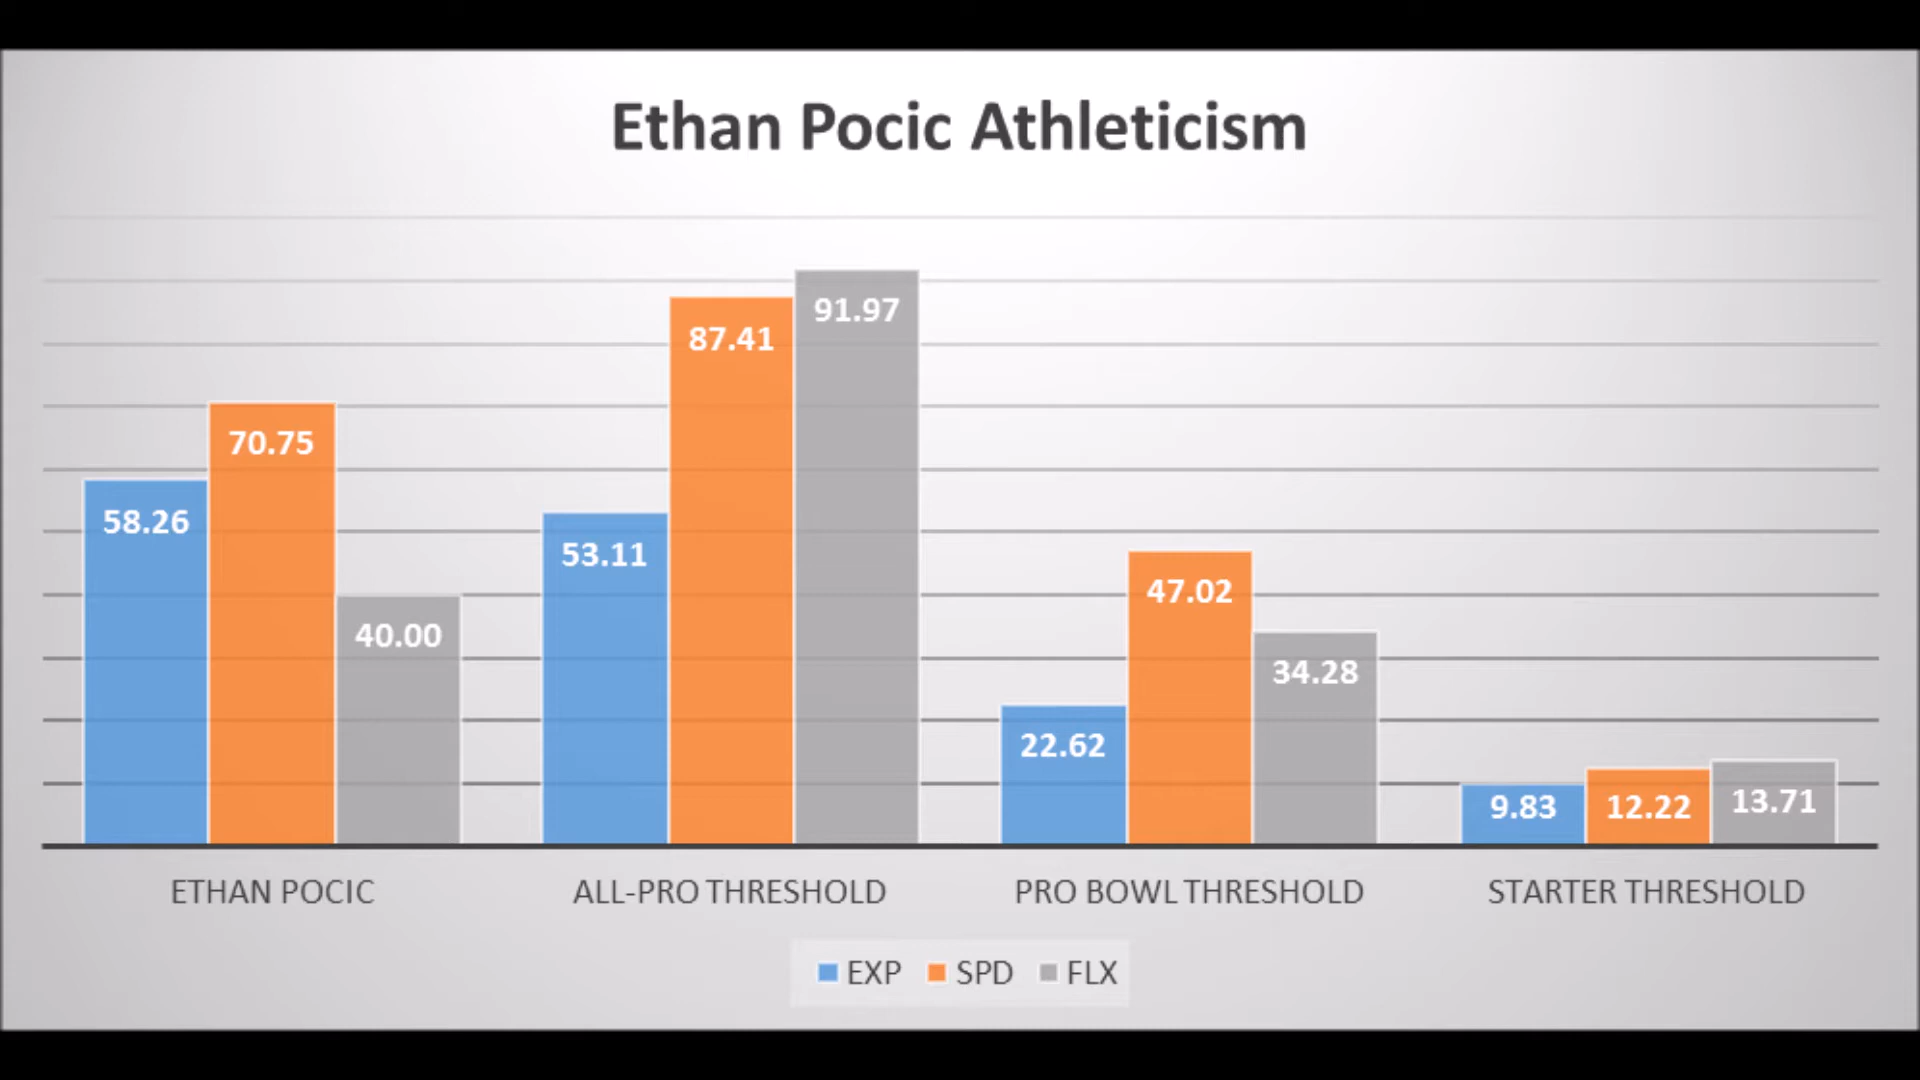 Ethan Pocic Athleticism
58.26
70.75
40.00
53.11
87.41
91.97
22.62
47.02
34.28
9.83
12.22
13.71
ETHAN POCIC
ALL-PRO THRESHOLD
PRO BOWL THRESHOLD
STARTER THRESHOLD
EXP SPD FLX